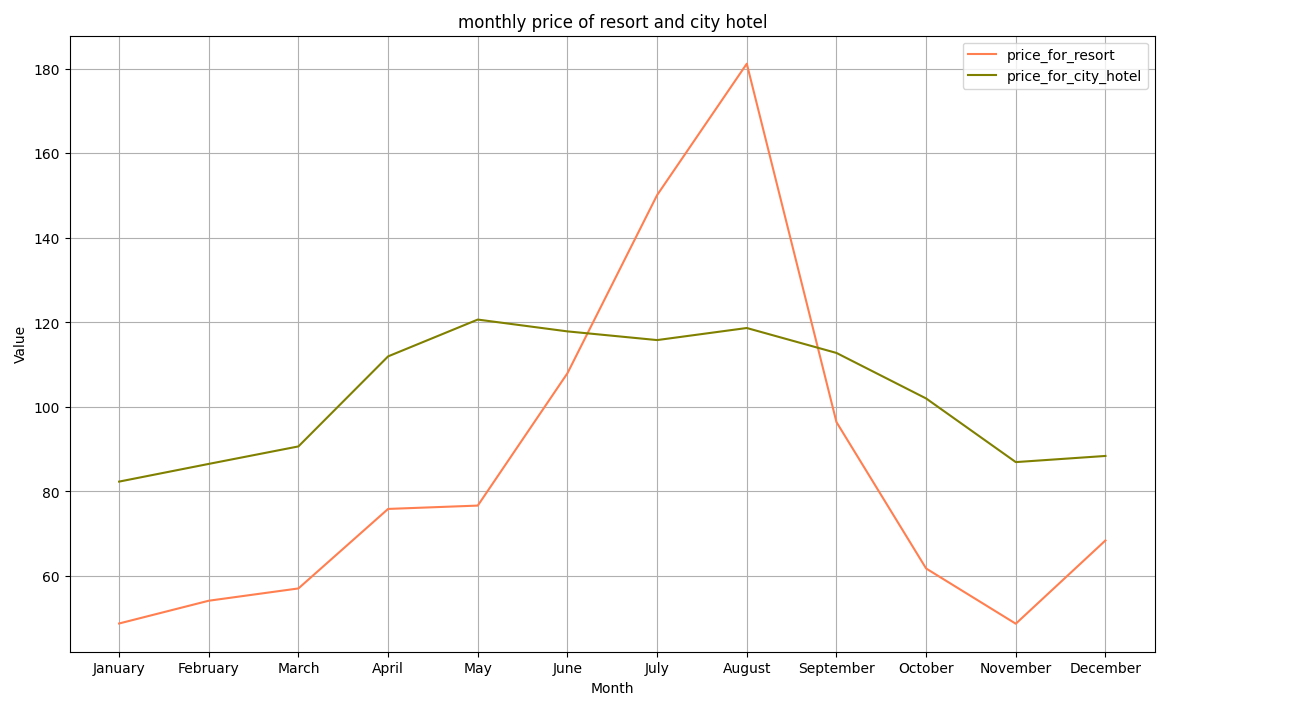 monthly price of resort and city hotel
price_for_resort
price_for_city_hotel
Value
180
160
140
120
100
80
60
January February March April May June July August September October November December
Month